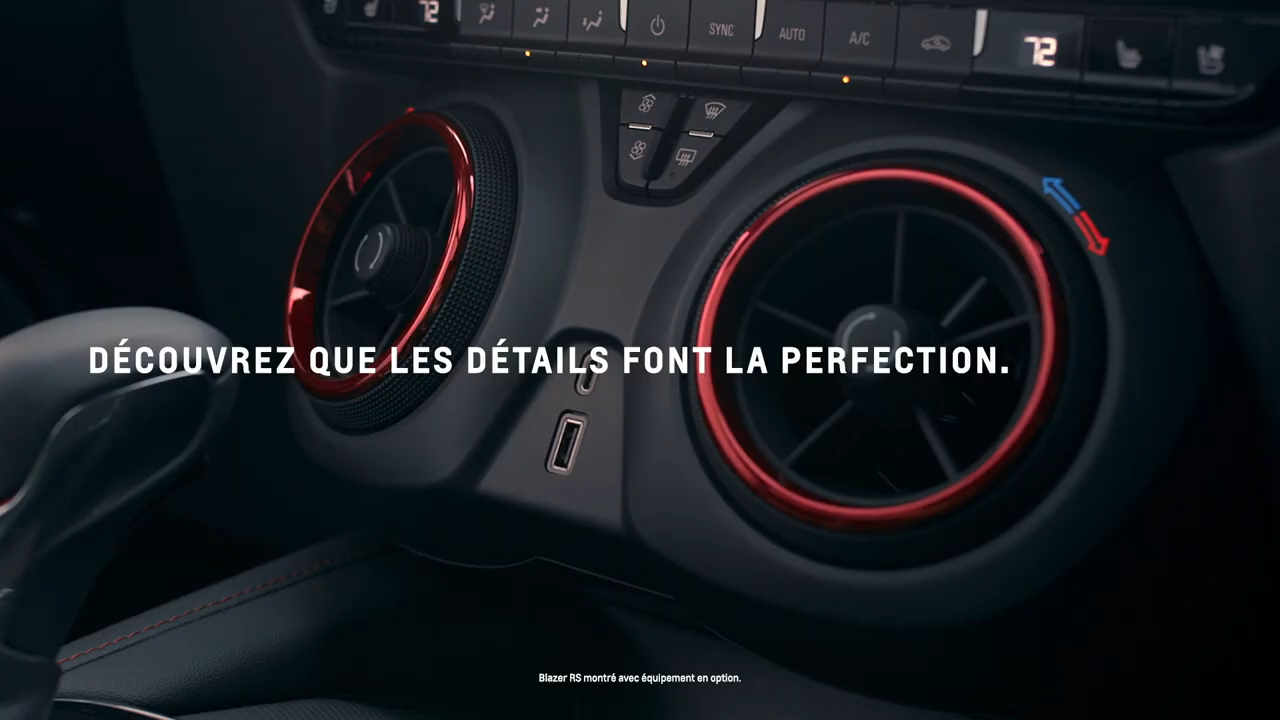 72 SYNC AUTO A/C 72
DÉCOUVREZ QUE LES DÉTAILS FONT LA PERFECTION.
Blazer RS montré avec équipement en option.